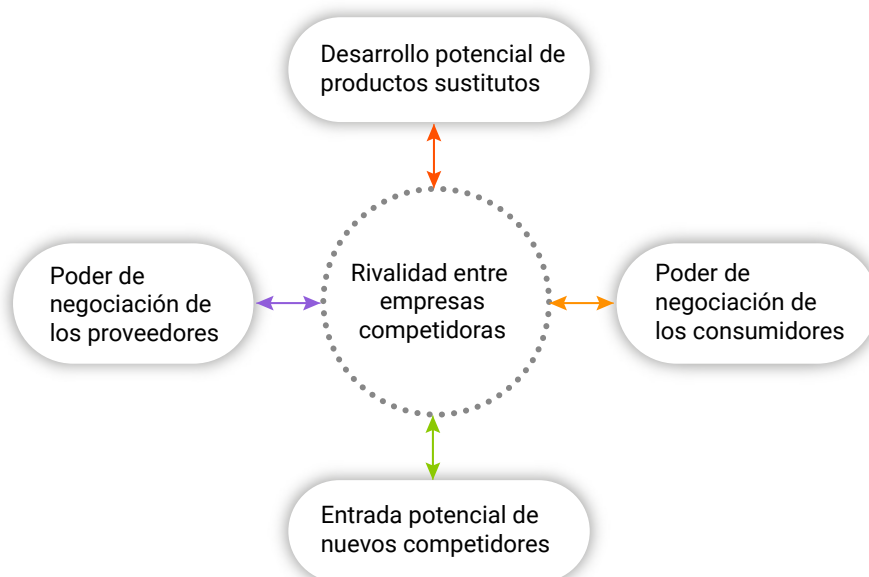 Desarrollo potencial de
productos sustitutos
Poder de
negociación de
los proveedores
Rivalidad entre
empresas
competidoras
Poder de
negociación de
los consumidores
Entrada potencial de
nuevos competidores